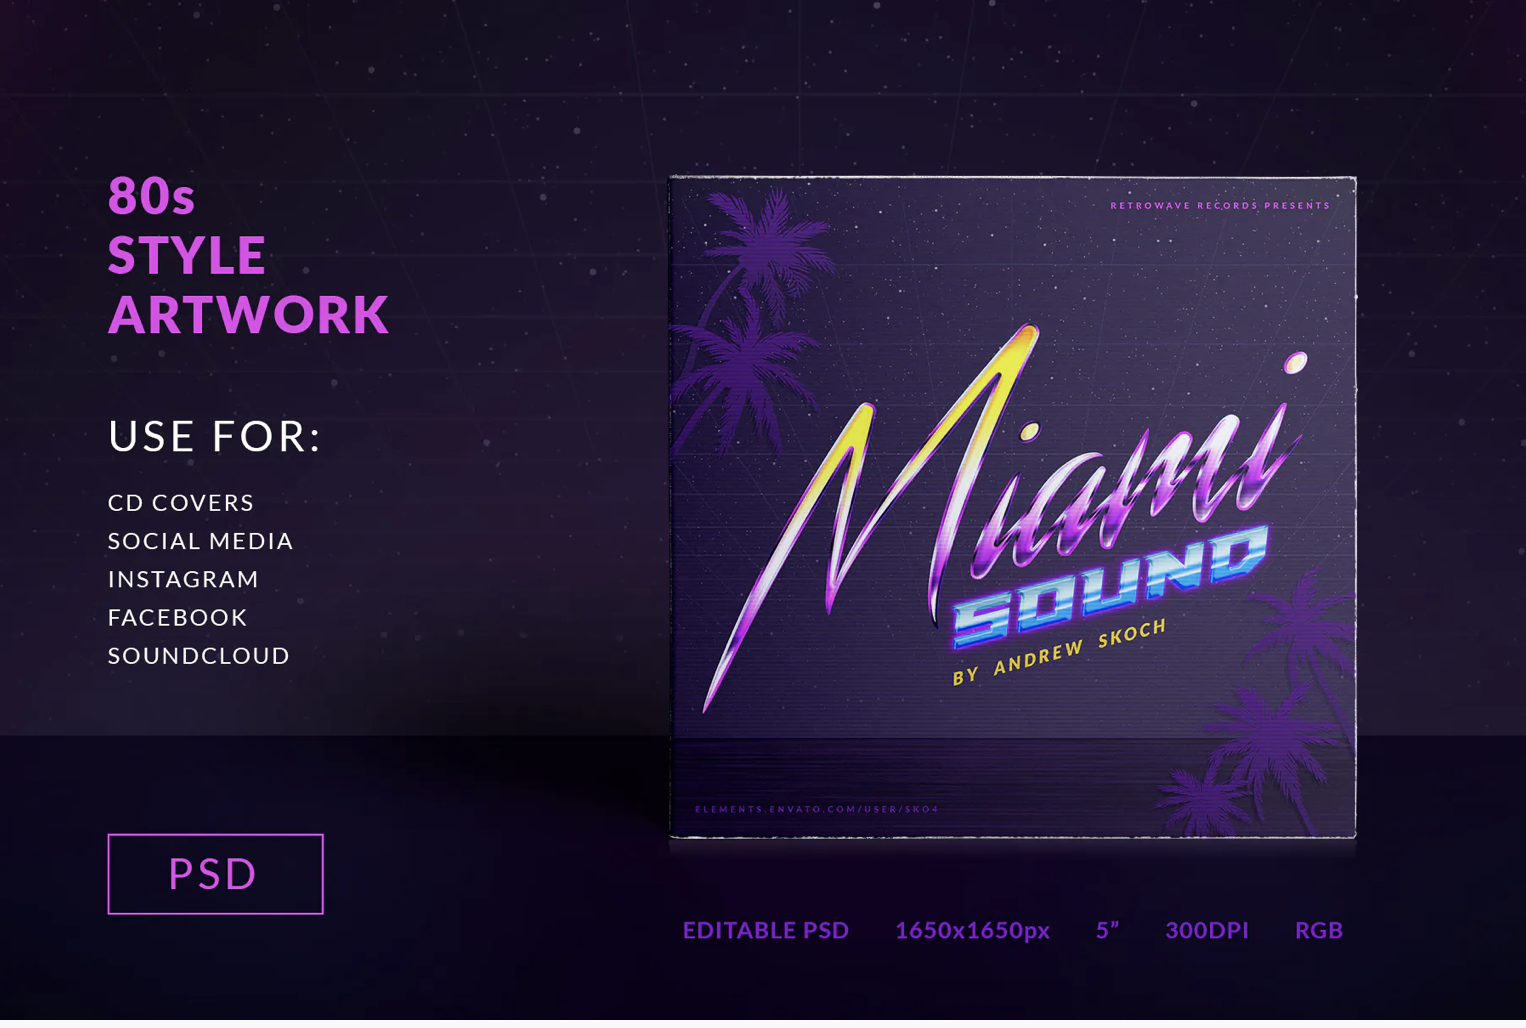 80s
STYLE
ARTWORK
USE FOR:
CD COVERS
SOCIAL MEDIA
INSTAGRAM
FACEBOOK
SOUNDCLOUD
PSD
RETROWAVE RECORDS PRESENTS
Miami
SOUND
BY ANDREW SKOCH
ELEMENTS.ENVATO.COM/USER/SKO4
EDITABLE PSD 1650x1650px 5” 300DPI RGB